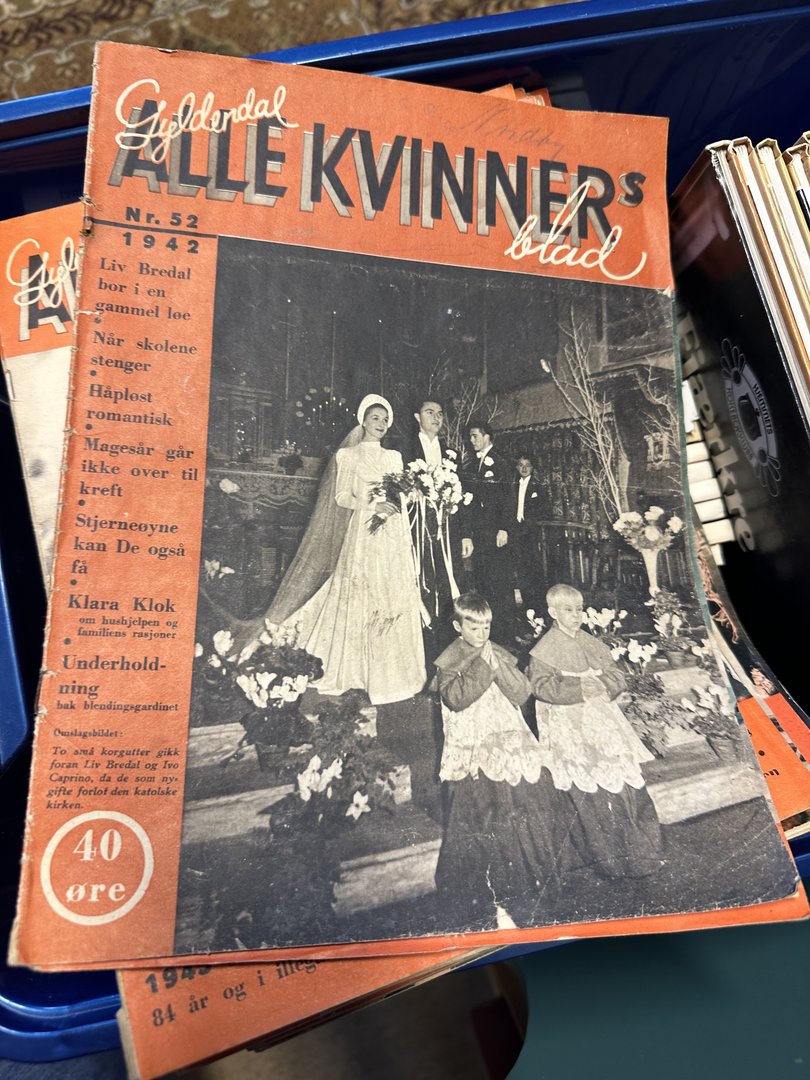 Gyldendal
ALLE KVINNERS
blad
Nr. 52
1942
Liv Bredal
bor i en
gammel løe
•
Når skolene
stenger
•
Håpløst
romantisk
•
Magesår går
ikke over til
kreft
•
Stjerneøyne
kan De også
få
•
Klara Klok
om hushjelpen og
familiens rasjoner
•
Underhold-
ning
bak blendingsgardinet
Omslagsbildet:
To små korgutter gikk
foran Liv Bredal og Ivo
Caprino, da de som ny-
gifte forlot den katolske
kirken.
40
øre
Gyl
A
84 år og i